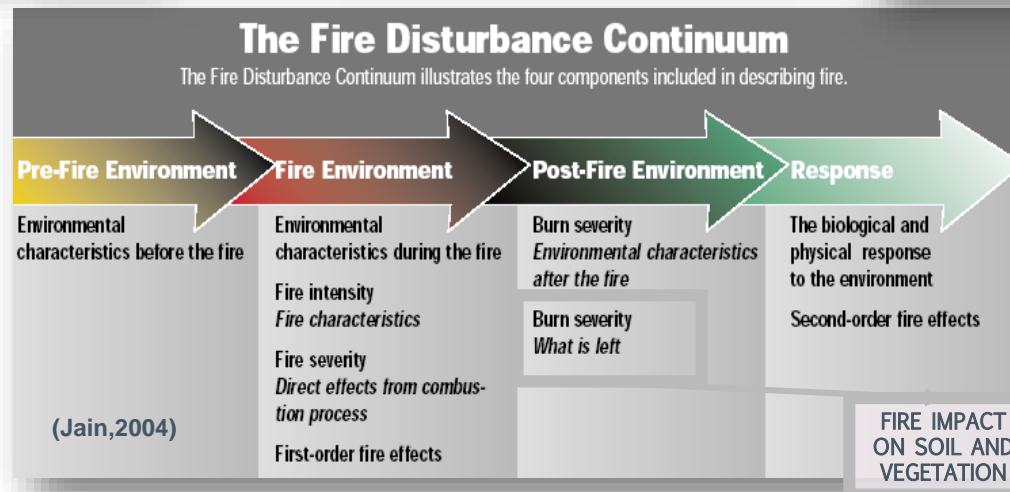 The Fire Disturbance Continuum
The Fire Disturbance Continuum illustrates the four components included in describing fire.
Pre-Fire Environment
Environmental
characteristics before the fire
(Jain,2004)
Fire Environment
Environmental
characteristics during the fire
Fire intensity
Fire characteristics
Fire severity
Direct effects from combus-
tion process
First-order fire effects
Post-Fire Environment
Burn severity
Environmental characteristics
after the fire
Burn severity
What is left
Response
The biological and
physical response
to the environment
Second-order fire effects
FIRE IMPACT
ON SOIL AND
VEGETATION